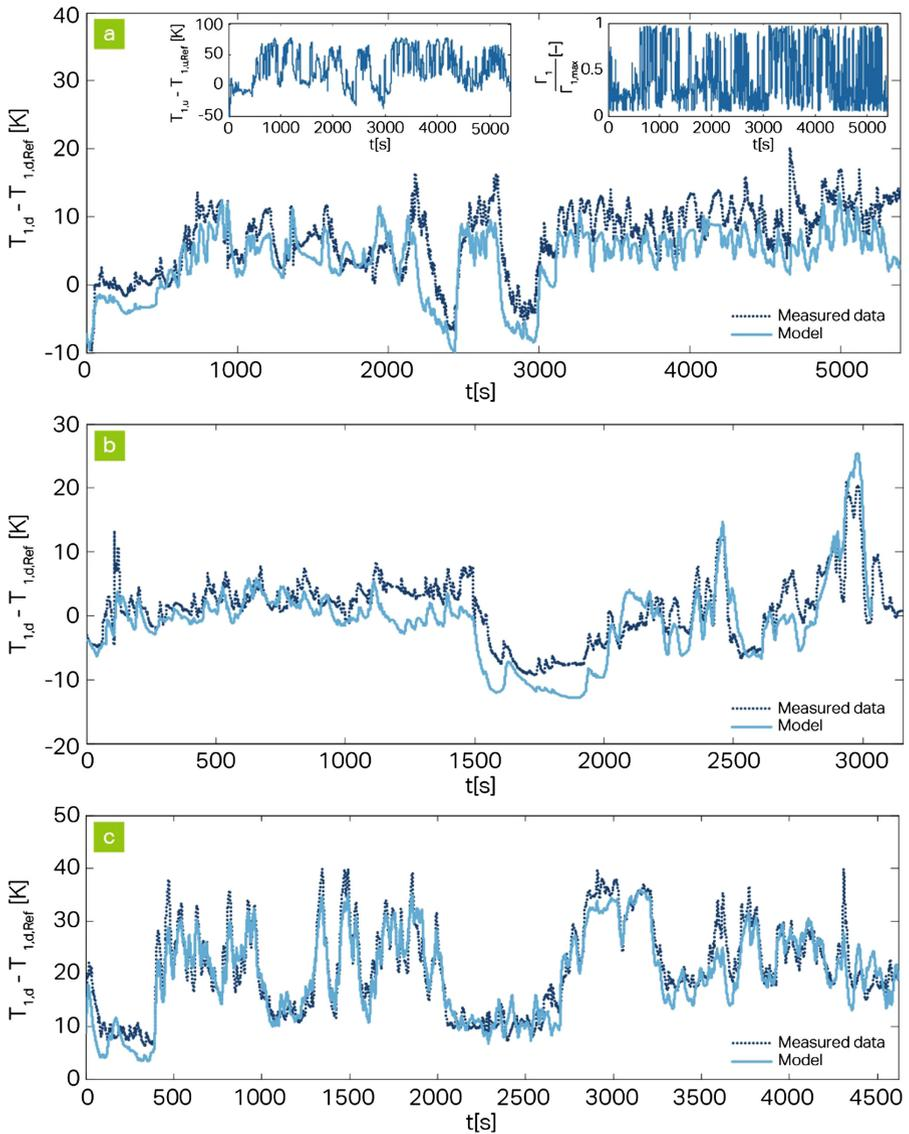 a
40
30
20
10
0
-10
T1,d - T1,d,Ref [K]
100
50
0
-50
T1,u - T1,u,Ref [K]
0 1000 2000 3000 4000 5000
t[s]
1
0.5
0
Γ1
Γ1,max
[–]
0 1000 2000 3000 4000 5000
t[s]
Measured data
Model
0 1000 2000 3000 4000 5000
t[s]
b
30
20
10
0
-10
-20
T1,d - T1,d,Ref [K]
Measured data
Model
0 500 1000 1500 2000 2500 3000
t[s]
c
50
40
30
20
10
0
T1,d - T1,d,Ref [K]
Measured data
Model
0 500 1000 1500 2000 2500 3000 3500 4000 4500
t[s]